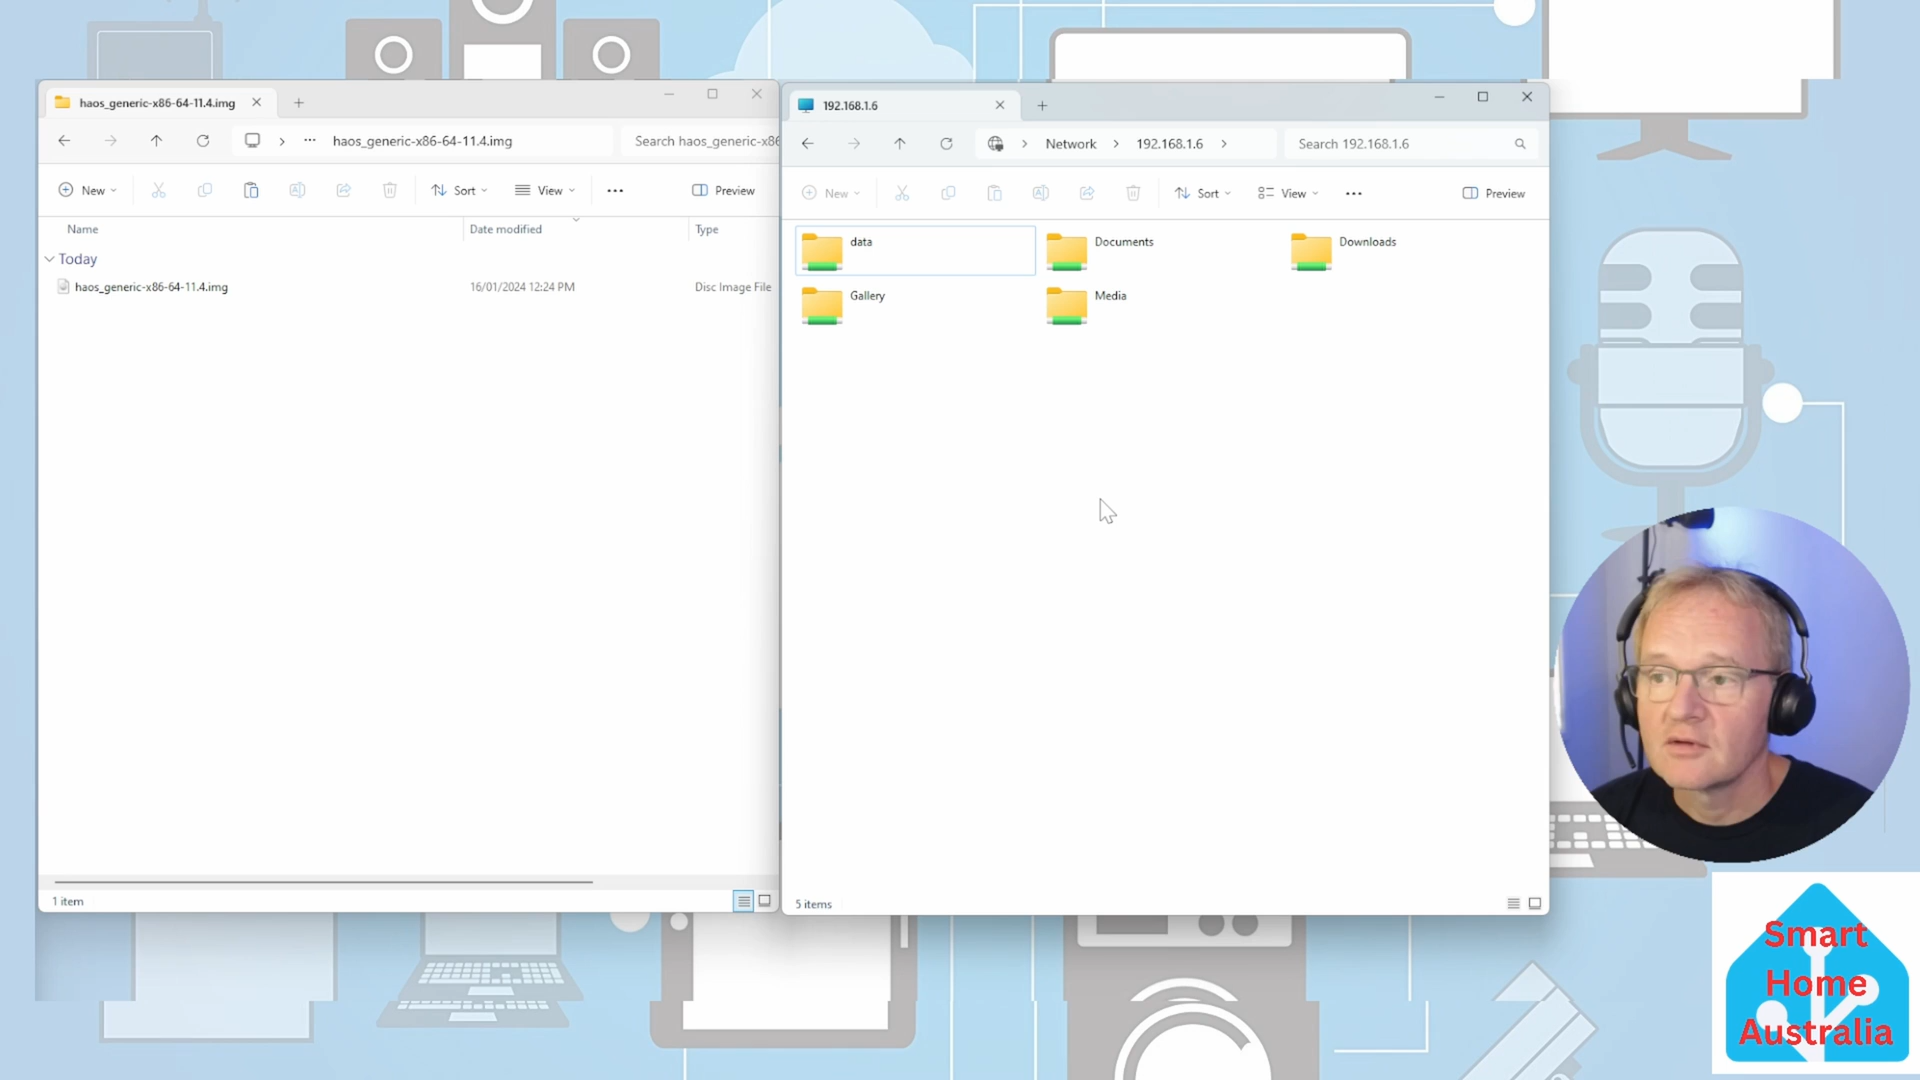 haos_generic-x86-64-11.4.img
haos_generic-x86-64-11.4.img
Search haos_generic-x86
New
Sort
View
Preview
Name
Date modified
Type
Today
haos_generic-x86-64-11.4.img
16/01/2024 12:24 PM
Disc Image File
1 item
192.168.1.6
Network
192.168.1.6
Search 192.168.1.6
New
Sort
View
Preview
data
Documents
Downloads
Gallery
Media
5 items
Smart
Home
Australia